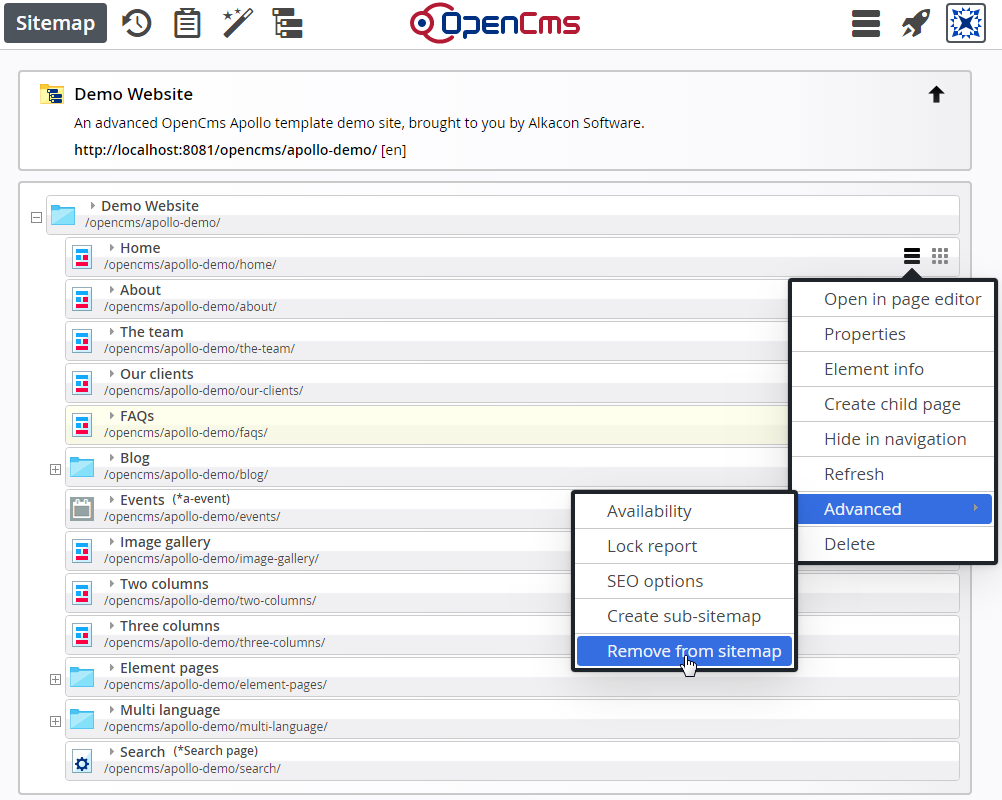 Sitemap
OpenCms
Demo Website
An advanced OpenCms Apollo template demo site, brought to you by Alkacon Software.
http://localhost:8081/opencms/apollo-demo/ [en]
Demo Website
/opencms/apollo-demo/
Home
/opencms/apollo-demo/home/
About
/opencms/apollo-demo/about/
The team
/opencms/apollo-demo/the-team/
Our clients
/opencms/apollo-demo/our-clients/
FAQs
/opencms/apollo-demo/faqs/
Blog
/opencms/apollo-demo/blog/
Events (*a-event)
/opencms/apollo-demo/events/
Image gallery
/opencms/apollo-demo/image-gallery/
Two columns
/opencms/apollo-demo/two-columns/
Three columns
/opencms/apollo-demo/three-columns/
Element pages
/opencms/apollo-demo/element-pages/
Multi language
/opencms/apollo-demo/multi-language/
Search (*Search page)
/opencms/apollo-demo/search/
Open in page editor
Properties
Element info
Create child page
Hide in navigation
Refresh
Advanced
Delete
Availability
Lock report
SEO options
Create sub-sitemap
Remove from sitemap